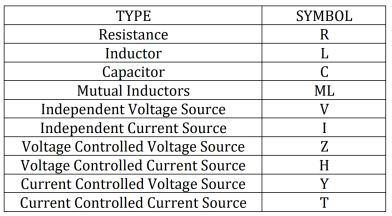 TYPE SYMBOL
Resistance R
Inductor L
Capacitor C
Mutual Inductors ML
Independent Voltage Source V
Independent Current Source I
Voltage Controlled Voltage Source Z
Voltage Controlled Current Source H
Current Controlled Voltage Source Y
Current Controlled Current Source T